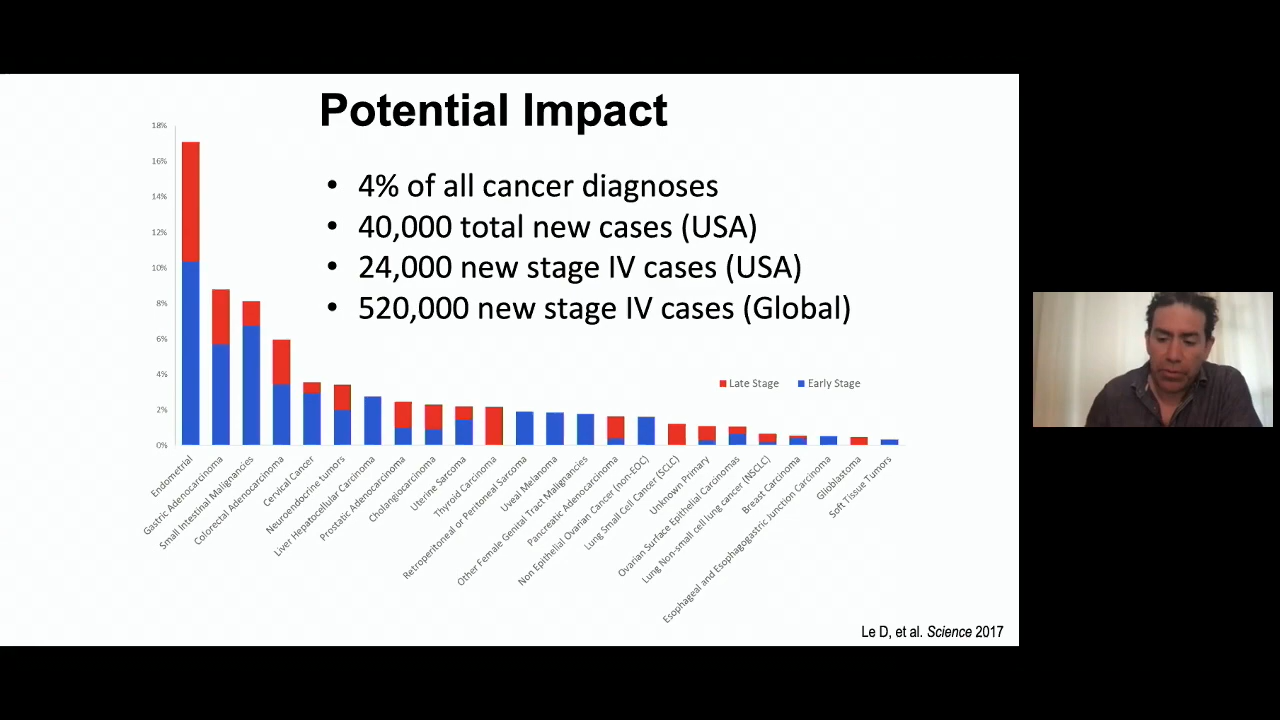 Potential Impact
• 4% of all cancer diagnoses
• 40,000 total new cases (USA)
• 24,000 new stage IV cases (USA)
• 520,000 new stage IV cases (Global)
18%
16%
14%
12%
10%
8%
6%
4%
2%
0%
Late Stage Early Stage
Endometrial
Gastric Adenocarcinoma
Small Intestinal Malignancies
Colorectal Adenocarcinoma
Cervical Cancer
Neuroendocrine tumors
Liver Hepatocellular Carcinoma
Prostatic Adenocarcinoma
Cholangiocarcinoma
Uterine Sarcoma
Thyroid Carcinoma
Retroperitoneal or Peritoneal Sarcoma
Uveal Melanoma
Other Female Genital Tract Malignancies
Pancreatic Adenocarcinoma
Non Epithelial Ovarian Cancer (non-EOC)
Lung Small Cell Cancer (SCLC)
Unknown Primary
Ovarian Surface Epithelial Carcinomas
Lung Non-small cell lung cancer (NSCLC)
Breast Carcinoma
Esophageal and Esophagogastric Junction Carcinoma
Glioblastoma
Soft Tissue Tumors
Le D, et al. Science 2017